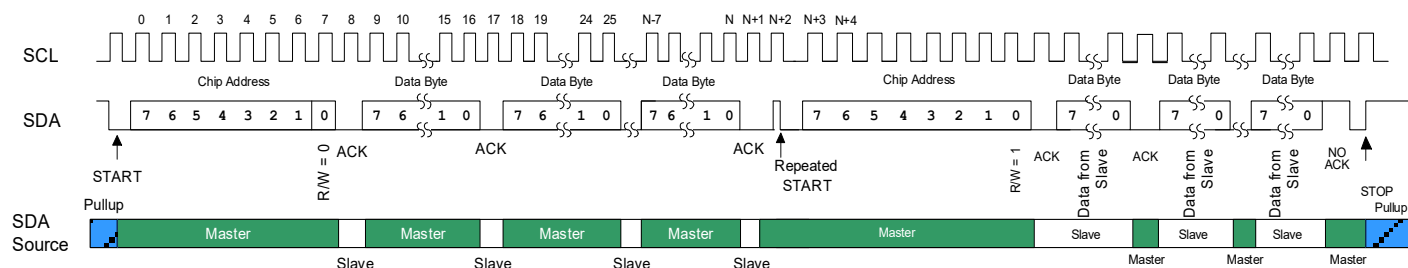 0 1 2 3 4 5 6 7 8 9 10 15 16 17 18 19 24 25 N-7 N N+1 N+2 N+3 N+4
SCL
Chip Address Data Byte Data Byte Data Byte Chip Address Data Byte Data Byte Data Byte
SDA 7 6 5 4 3 2 1 0 7 6 1 0 7 6 1 0 7 6 1 0 7 6 5 4 3 2 1 0 7 0 7 0 7 0
START
R/W = 0
ACK
ACK
ACK
Repeated
START
R/W = 1
ACK
Data from
Slave
ACK
Data from
Slave
Data from
Slave
NO
ACK
STOP
Pullup
Pullup
SDA
Source
Master Master Master Master Master Slave Slave Slave
Slave Slave Slave Slave Master Master Master